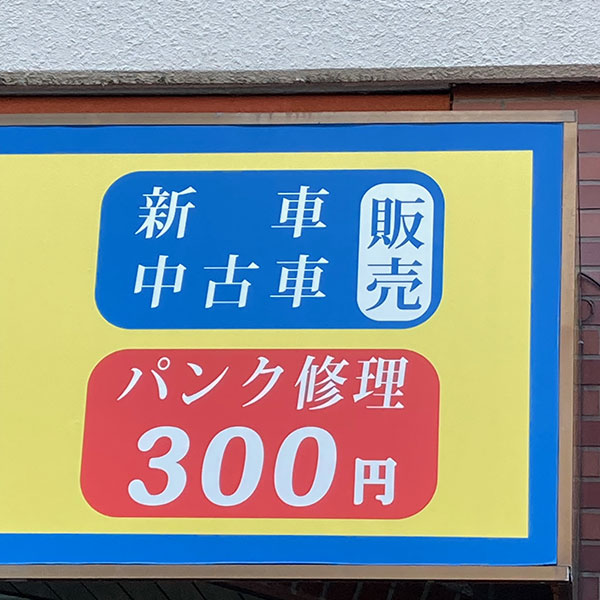 新車
中古車
販売
パンク修理
300円